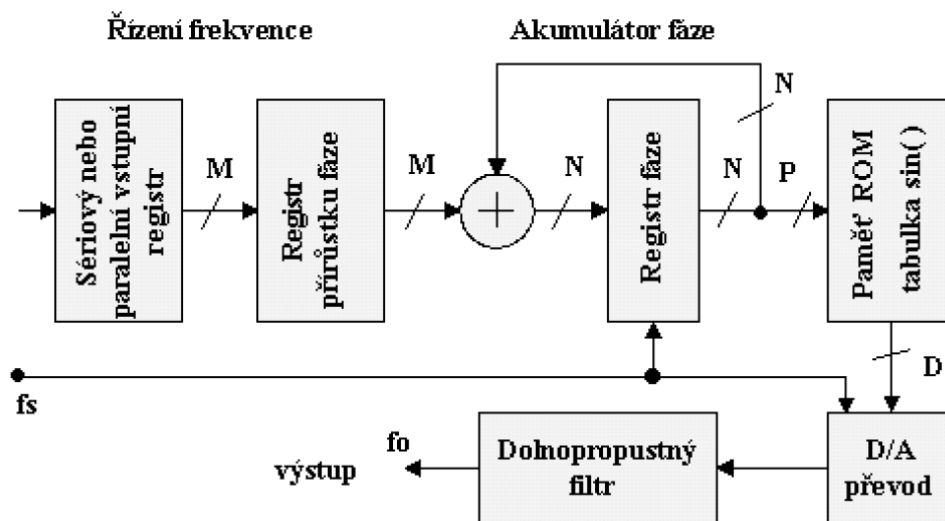 Řízení frekvence
Akumulátor fáze
Sériový nebo
paralelní vstupní
registr
M
Registr
přírůstku fáze
M
+
N
Registr fáze
N
N
P
Paměť ROM
tabulka sin( )
D
fs
D/A
převod
Dolnopropustný
filtr
fo
výstup